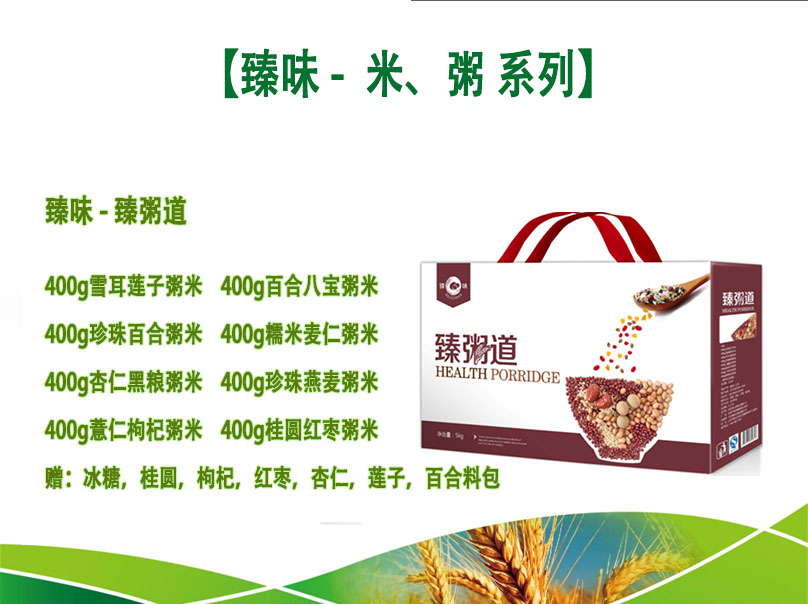 【臻味 - 米、粥 系列】
臻味 - 臻粥道
400g雪耳莲子粥米 400g百合八宝粥米
400g珍珠百合粥米 400g糯米麦仁粥米
400g杏仁黑粮粥米 400g珍珠燕麦粥米
400g薏仁枸杞粥米 400g桂圆红枣粥米
赠：冰糖，桂圆，枸杞，红枣，杏仁，莲子，百合料包
臻 味
臻粥道
HEALTH PORRIDGE
净含量：5kg
臻粥道
HEALTH PORRIDGE